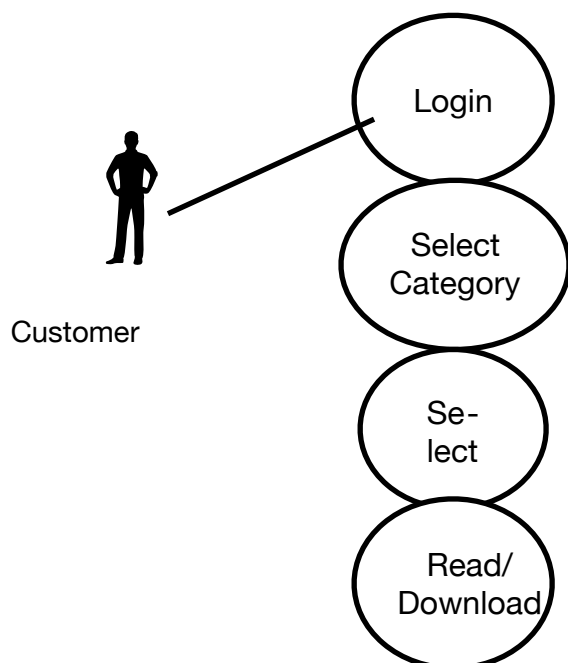 Login
Select
Category
Customer
Se-
lect
Read/
Download